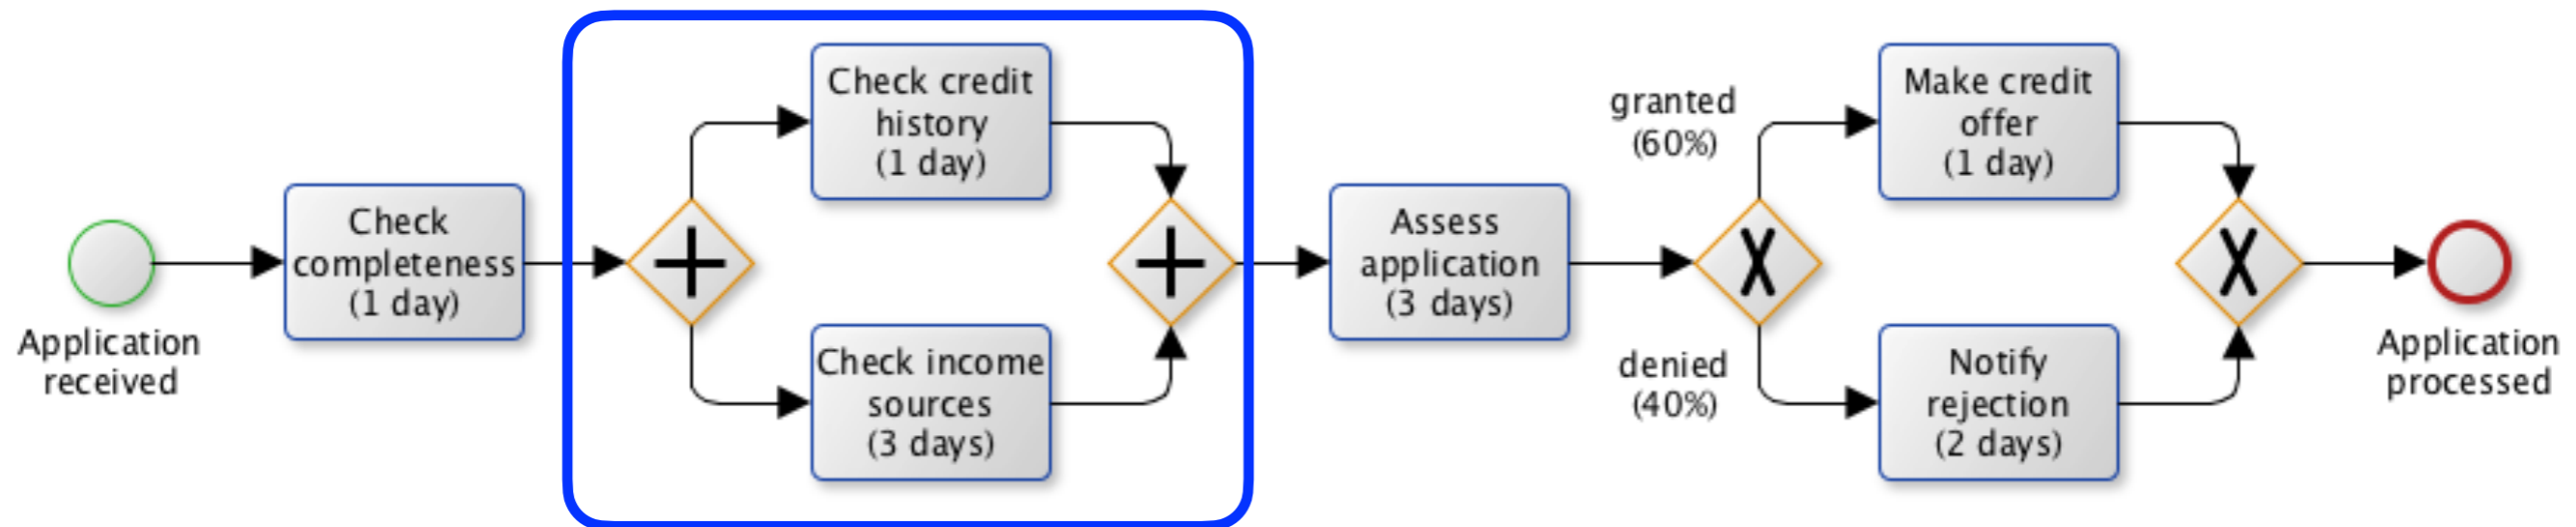 Application
received
Check
completeness
(1 day)
Check credit
history
(1 day)
Check income
sources
(3 days)
Assess
application
(3 days)
granted
(60%)
denied
(40%)
Make credit
offer
(1 day)
Notify
rejection
(2 days)
Application
processed